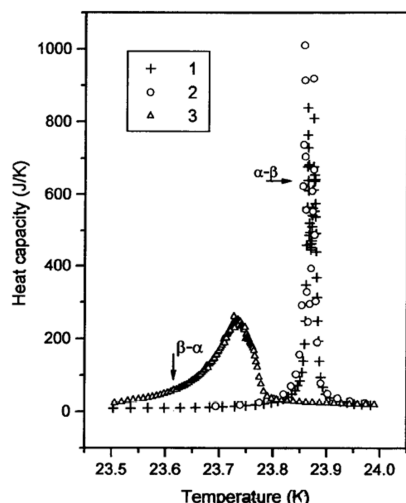 1000
800
600
400
200
0
Heat capacity (J/K)
+ 1
○ 2
△ 3
α-β
β-α
23.5 23.6 23.7 23.8 23.9 24.0
Temperature (K)